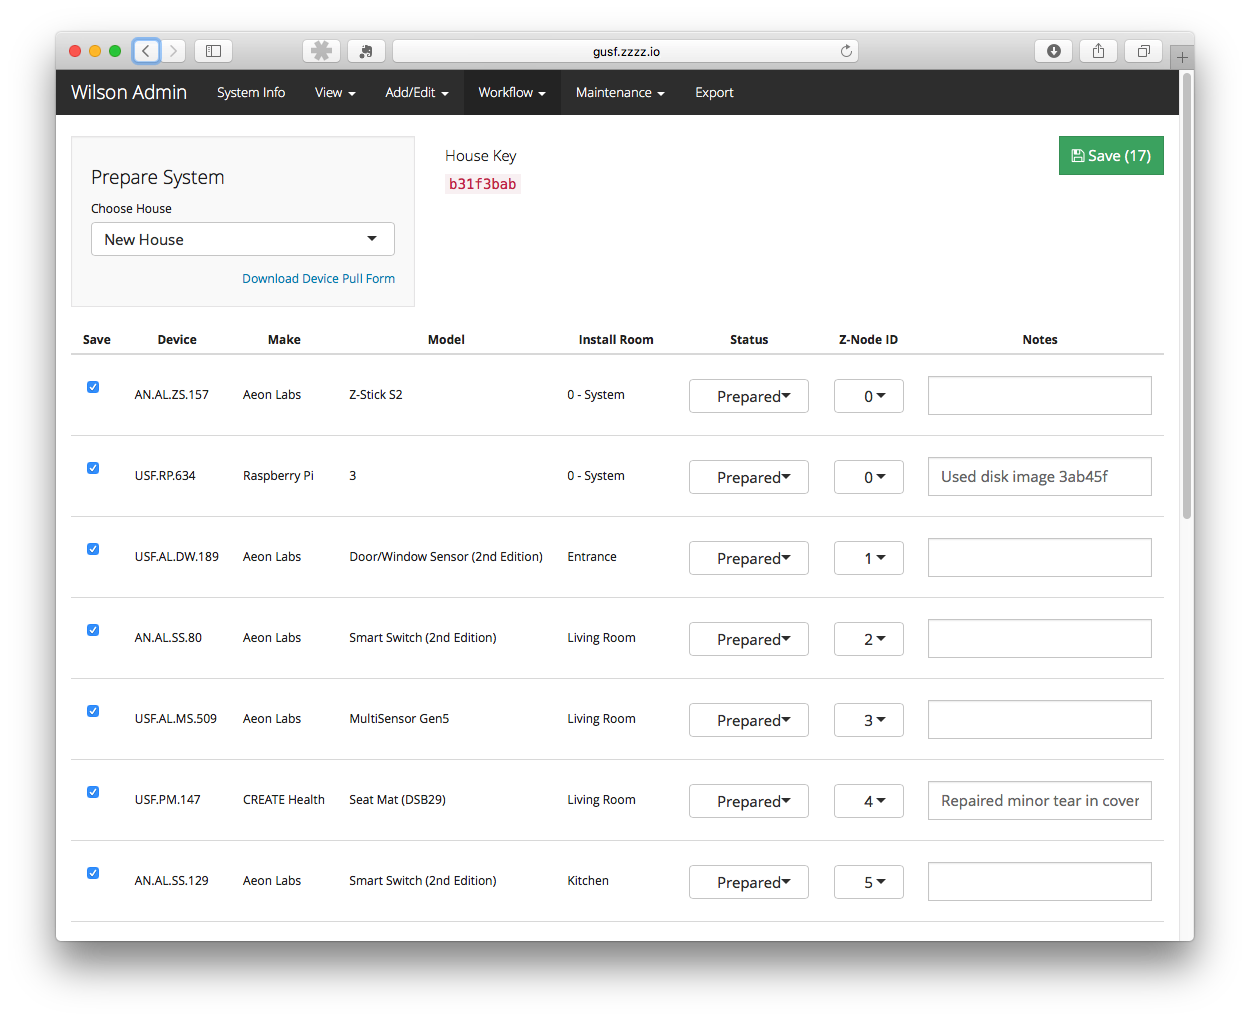 gusf.zzzz.io
Wilson Admin System Info View Add/Edit Workflow Maintenance Export
Prepare System
Choose House
New House
Download Device Pull Form
House Key
b31f3bab
Save (17)
Save Device Make Model Install Room Status Z-Node ID Notes
AN.AL.ZS.157 Aeon Labs Z-Stick S2 0 - System Prepared 0
USF.RP.634 Raspberry Pi 3 0 - System Prepared 0 Used disk image 3ab45f
USF.AL.DW.189 Aeon Labs Door/Window Sensor (2nd Edition) Entrance Prepared 1
AN.AL.SS.80 Aeon Labs Smart Switch (2nd Edition) Living Room Prepared 2
USF.AL.MS.509 Aeon Labs MultiSensor Gen5 Living Room Prepared 3
USF.PM.147 CREATE Health Seat Mat (DSB29) Living Room Prepared 4 Repaired minor tear in cover
AN.AL.SS.129 Aeon Labs Smart Switch (2nd Edition) Kitchen Prepared 5